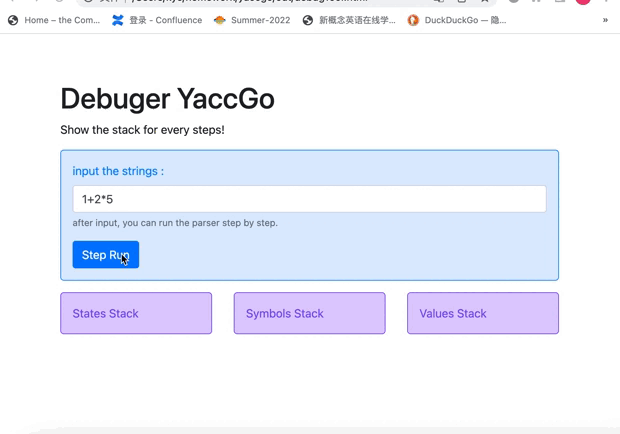 Home – the Com...
登录 - Confluence
Summer-2022
新概念英语在线学...
DuckDuckGo — 隐...
»
Debuger YaccGo
Show the stack for every steps!
input the strings :
1+2*5
after input, you can run the parser step by step.
Step Run
States Stack
Symbols Stack
Values Stack